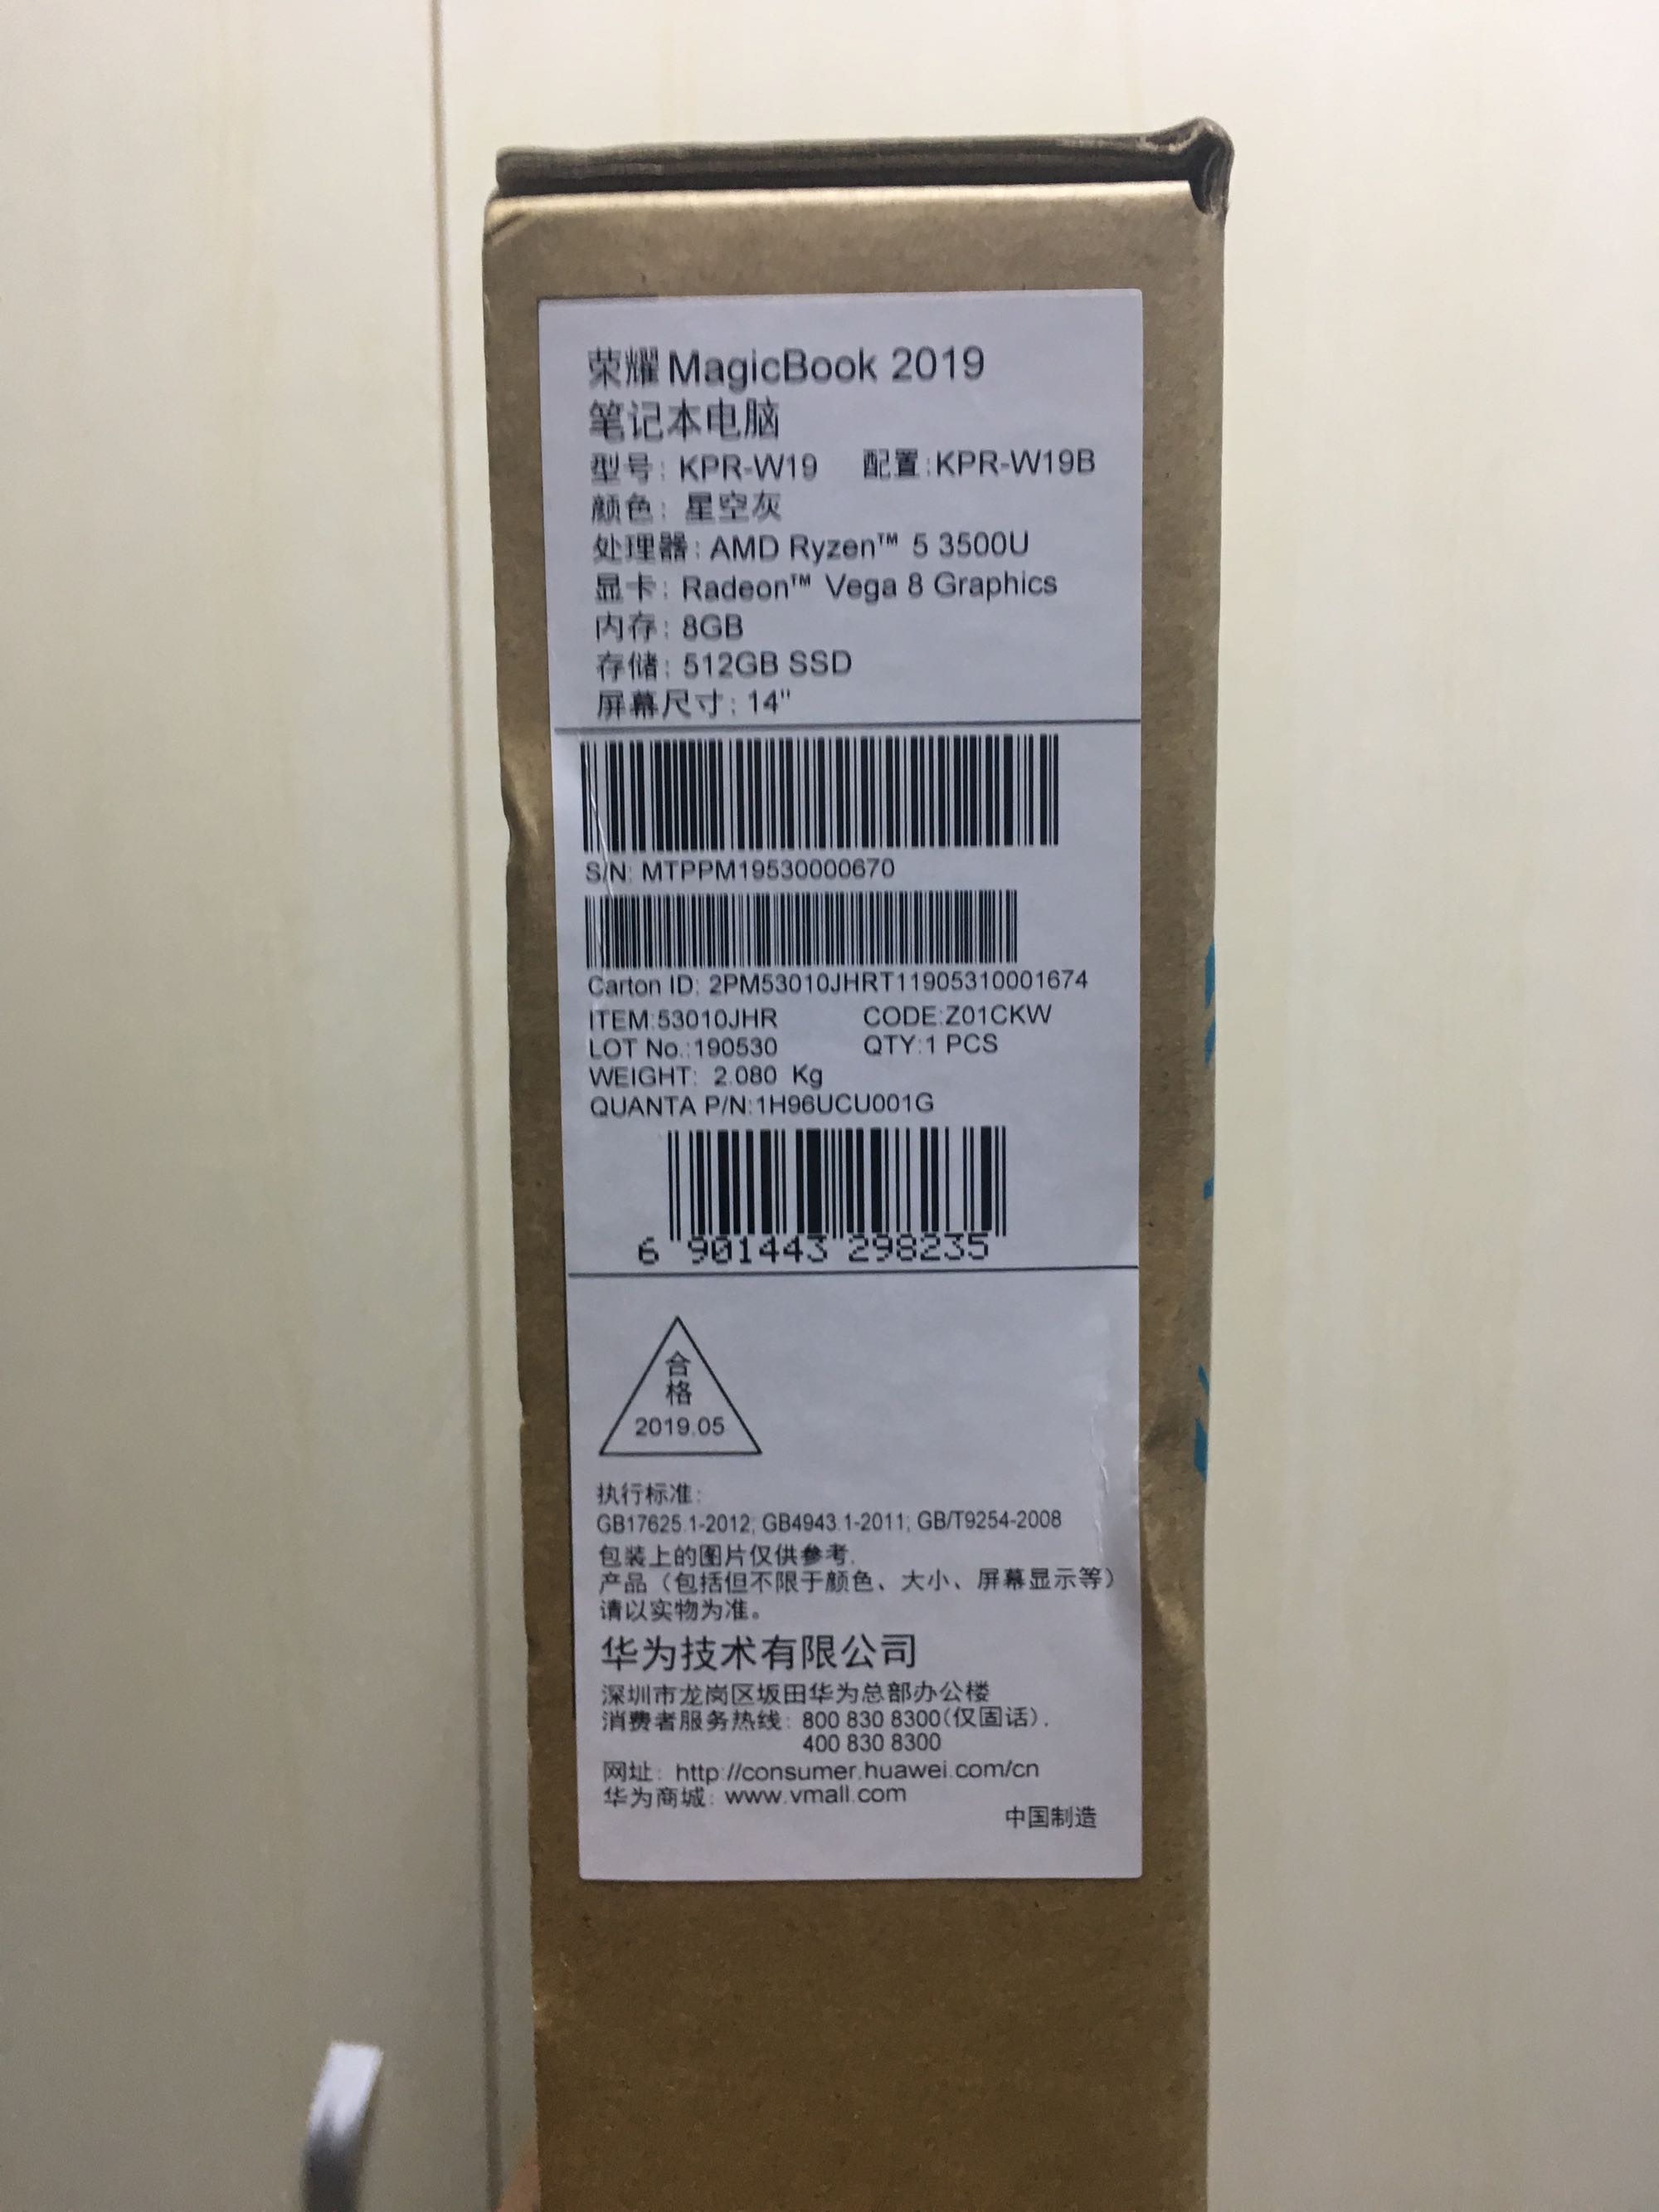 荣耀MagicBook 2019
笔记本电脑
型号: KPR-W19 配置:KPR-W19B
颜色: 星空灰
处理器: AMD Ryzen™ 5 3500U
显卡: Radeon™ Vega 8 Graphics
内存: 8GB
存储: 512GB SSD
屏幕尺寸: 14"
S/N: MTPPM19530000670
Carton ID: 2PM53010JHRT11905310001674
ITEM:53010JHR CODE:Z01CKW
LOT No.:190530 QTY:1 PCS
WEIGHT: 2.080 Kg
QUANTA P/N:1H96UCU001G
6 901443 298235
合
格
2019.05
执行标准:
GB17625.1-2012; GB4943.1-2011; GB/T9254-2008
包装上的图片仅供参考,
产品（包括但不限于颜色、大小、屏幕显示等）
请以实物为准。
华为技术有限公司
深圳市龙岗区坂田华为总部办公楼
消费者服务热线: 800 830 8300(仅固话),
400 830 8300
网址: http://consumer.huawei.com/cn
华为商城: www.vmall.com
中国制造